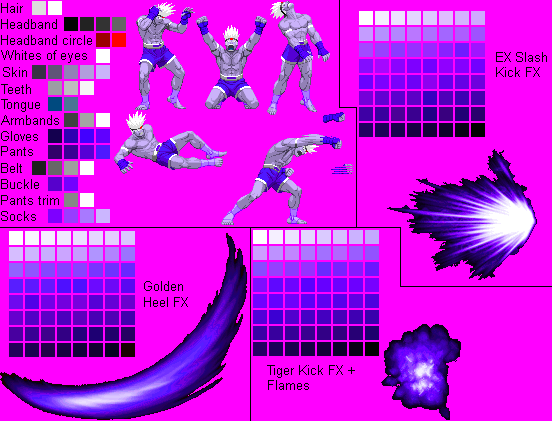 Hair
Headband
Headband circle
Whites of eyes
Skin
Teeth
Tongue
Armbands
Gloves
Pants
Belt
Buckle
Pants trim
Socks
EX Slash
Kick FX
Golden
Heel FX
Tiger Kick FX +
Flames